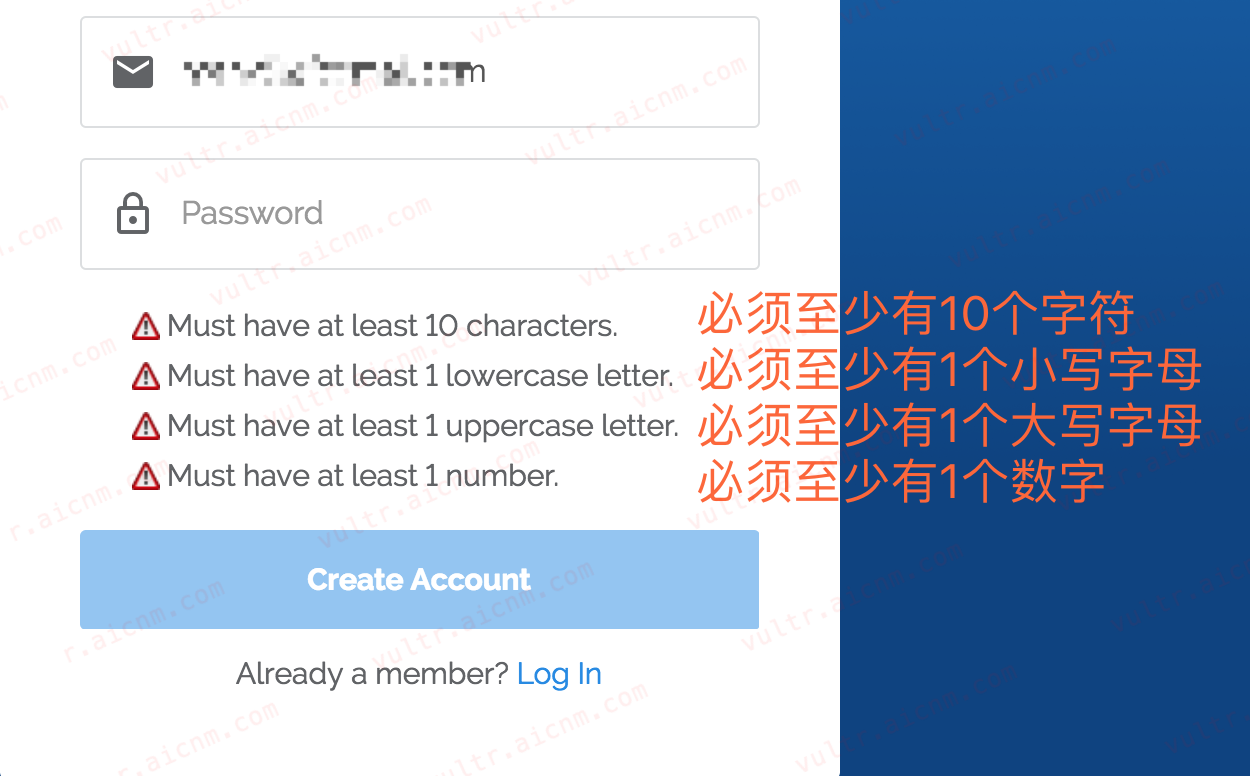 Password
Must have at least 10 characters. 必须至少有10个字符
Must have at least 1 lowercase letter. 必须至少有1个小写字母
Must have at least 1 uppercase letter. 必须至少有1个大写字母
Must have at least 1 number. 必须至少有1个数字
Create Account
Already a member? Log In
vultr.aicnm.com